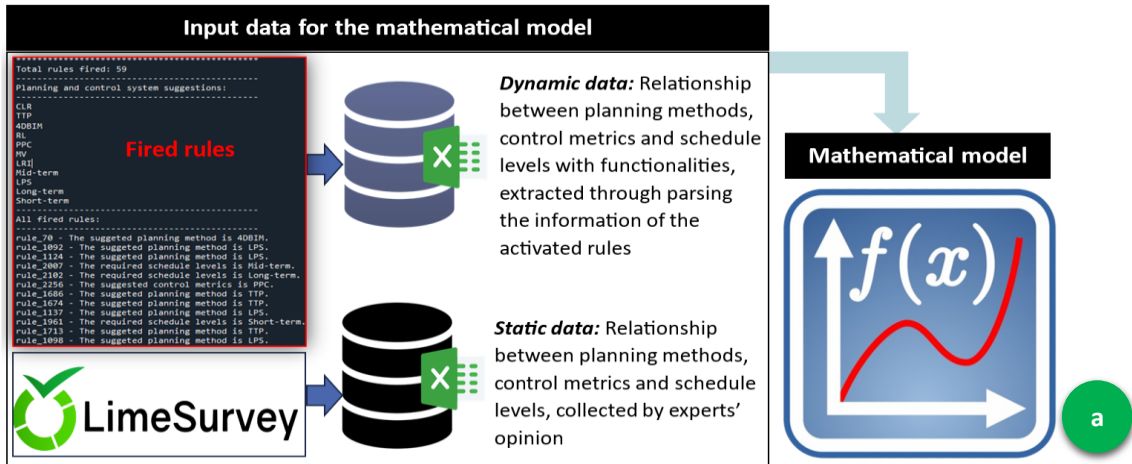 Input data for the mathematical model
Total rules fired: 59
Planning and control system suggestions:
CLR
TTP
4DBIM
RL
PPC
MV
LRI
Mid-term
LPS
Long-term
Short-term
All fired rules:
rule_70 - The suggeted planning method is 4DBIM.
rule_1092 - The suggeted planning method is LPS.
rule_1124 - The suggeted planning method is LPS.
rule_2007 - The required schedule levels is Mid-term.
rule_2102 - The required schedule levels is Long-term.
rule_2256 - The suggested control metrics is PPC.
rule_1686 - The suggeted planning method is TTP.
rule_1674 - The suggeted planning method is TTP.
rule_1137 - The suggeted planning method is LPS.
rule_1961 - The required schedule levels is Short-term.
rule_1713 - The suggeted planning method is TTP.
rule_1098 - The suggeted planning method is LPS.
Fired rules
X
Dynamic data: Relationship
between planning methods,
control metrics and schedule
levels with functionalities,
extracted through parsing
the information of the
activated rules
LimeSurvey
X
Static data: Relationship
between planning methods,
control metrics and schedule
levels, collected by experts’
opinion
Mathematical model
f(x)
a